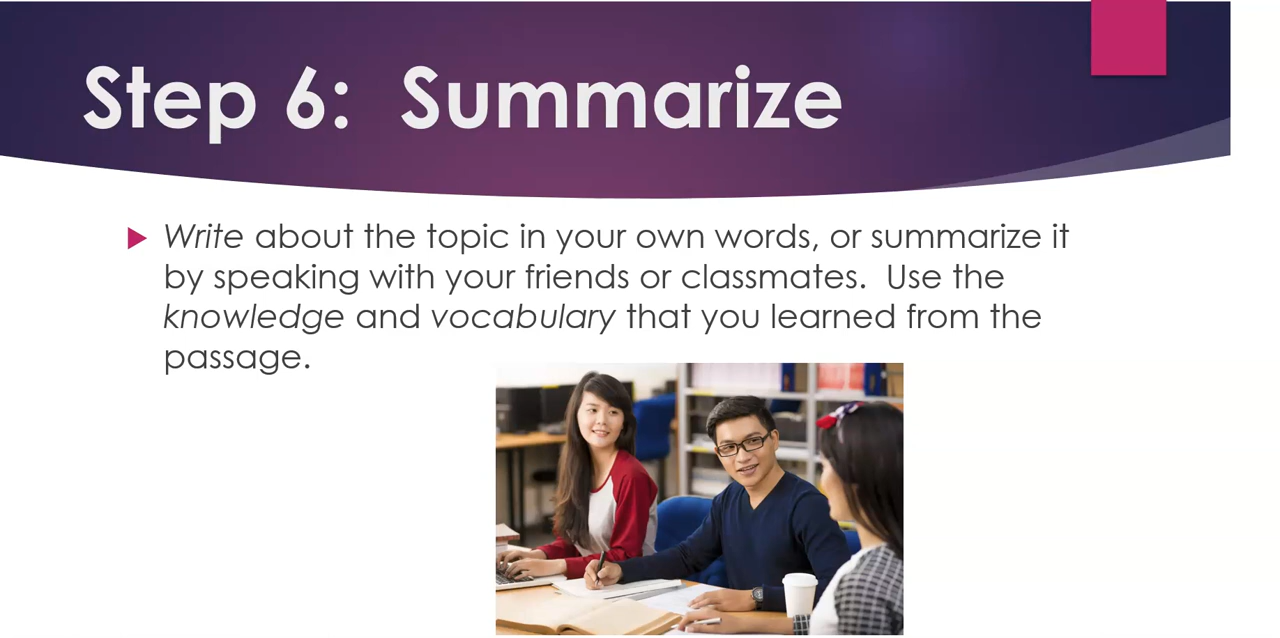 Step 6:  Summarize
Write about the topic in your own words, or summarize it
by speaking with your friends or classmates.  Use the
knowledge and vocabulary that you learned from the
passage.